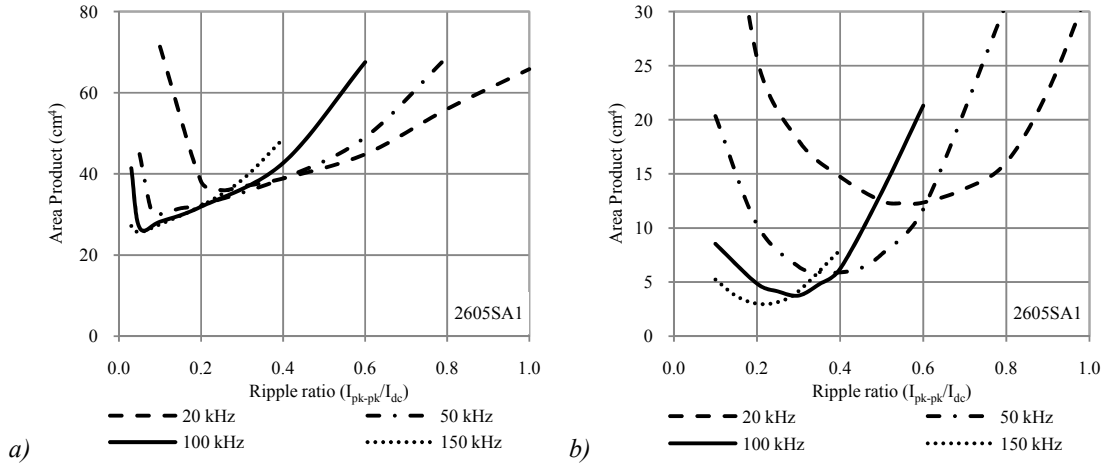 80
60
40
20
0
Area Product (cm⁴)
2605SA1
0.0 0.2 0.4 0.6 0.8 1.0
Ripple ratio (Ipk-pk/Idc)
20 kHz 50 kHz
100 kHz 150 kHz
a)
30
25
20
15
10
5
0
Area Product (cm⁴)
2605SA1
0.0 0.2 0.4 0.6 0.8 1.0
Ripple ratio (Ipk-pk/Idc)
20 kHz 50 kHz
100 kHz 150 kHz
b)